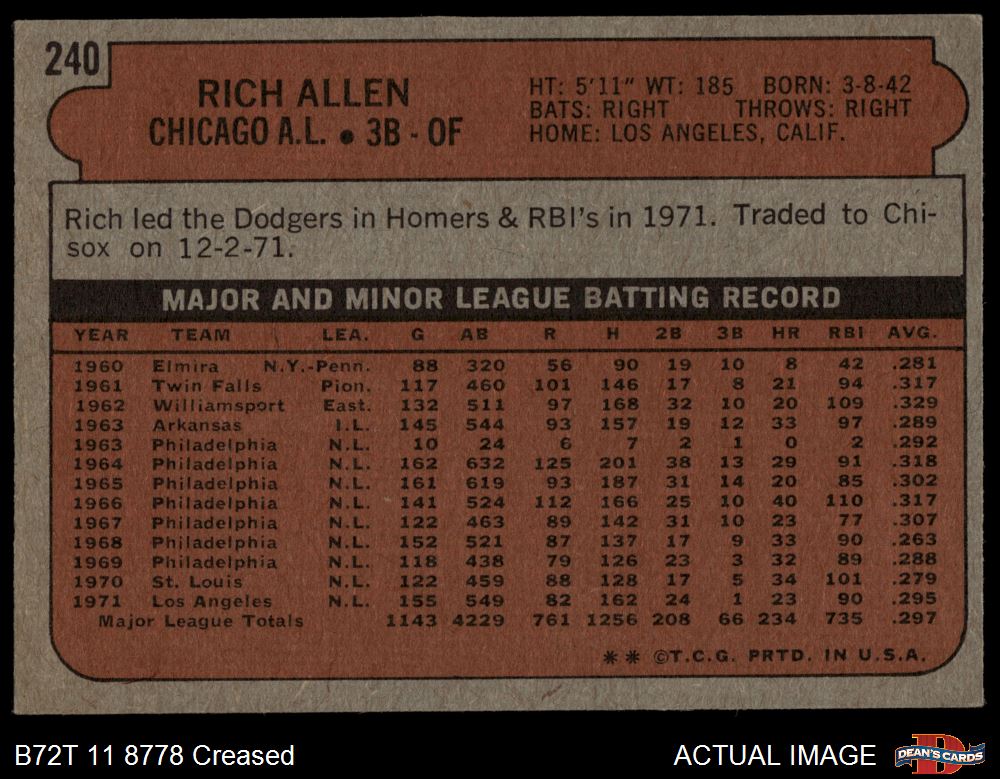 240
RICH ALLEN
CHICAGO A.L. • 3B - OF
HT: 5'11" WT: 185 BORN: 3-8-42
BATS: RIGHT THROWS: RIGHT
HOME: LOS ANGELES, CALIF.
Rich led the Dodgers in Homers & RBI's in 1971. Traded to Chi-
sox on 12-2-71.
MAJOR AND MINOR LEAGUE BATTING RECORD
YEAR TEAM LEA. G AB R H 2B 3B HR RBI AVG.
1960 Elmira N.Y.-Penn. 88 320 56 90 19 10 8 42 .281
1961 Twin Falls Pion. 117 460 101 146 17 8 21 94 .317
1962 Williamsport East. 132 511 97 168 32 10 20 109 .329
1963 Arkansas I.L. 145 544 93 157 19 12 33 97 .289
1963 Philadelphia N.L. 10 24 6 7 2 1 0 2 .292
1964 Philadelphia N.L. 162 632 125 201 38 13 29 91 .318
1965 Philadelphia N.L. 161 619 93 187 31 14 20 85 .302
1966 Philadelphia N.L. 141 524 112 166 25 10 40 110 .317
1967 Philadelphia N.L. 122 463 89 142 31 10 23 77 .307
1968 Philadelphia N.L. 152 521 87 137 17 9 33 90 .263
1969 Philadelphia N.L. 118 438 79 126 23 3 32 89 .288
1970 St. Louis N.L. 122 459 88 128 17 5 34 101 .279
1971 Los Angeles N.L. 155 549 82 162 24 1 23 90 .295
Major League Totals 1143 4229 761 1256 208 66 234 735 .297
** ©T.C.G. PRTD. IN U.S.A.
B72T 11 8778 Creased
ACTUAL IMAGE
DEAN'S CARDS